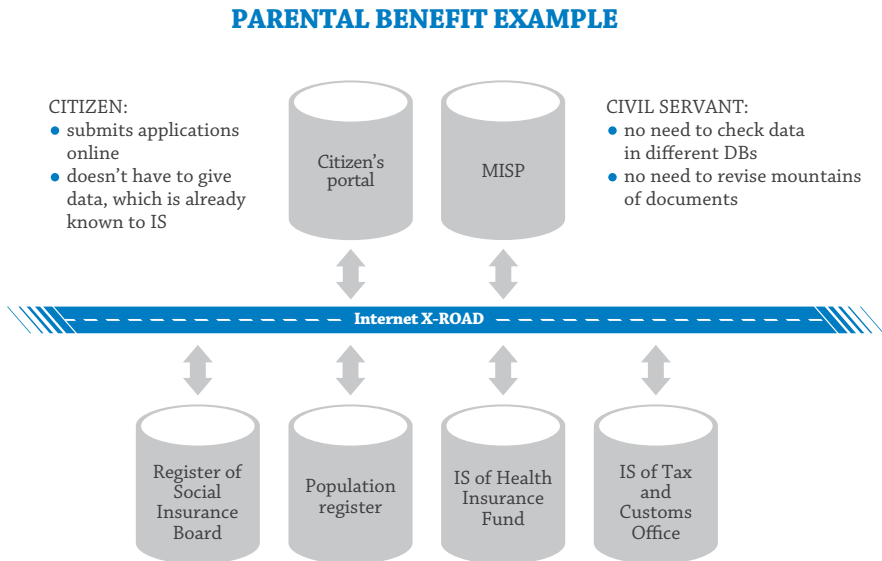 PARENTAL BENEFIT EXAMPLE
CITIZEN:
• submits applications
online
• doesn't have to give
data, which is already
known to IS
Citizen's
portal
MISP
CIVIL SERVANT:
• no need to check data
in different DBs
• no need to revise mountains
of documents
Internet X-ROAD
Register of
Social
Insurance
Board
Population
register
IS of Health
Insurance
Fund
IS of Tax
and
Customs
Office